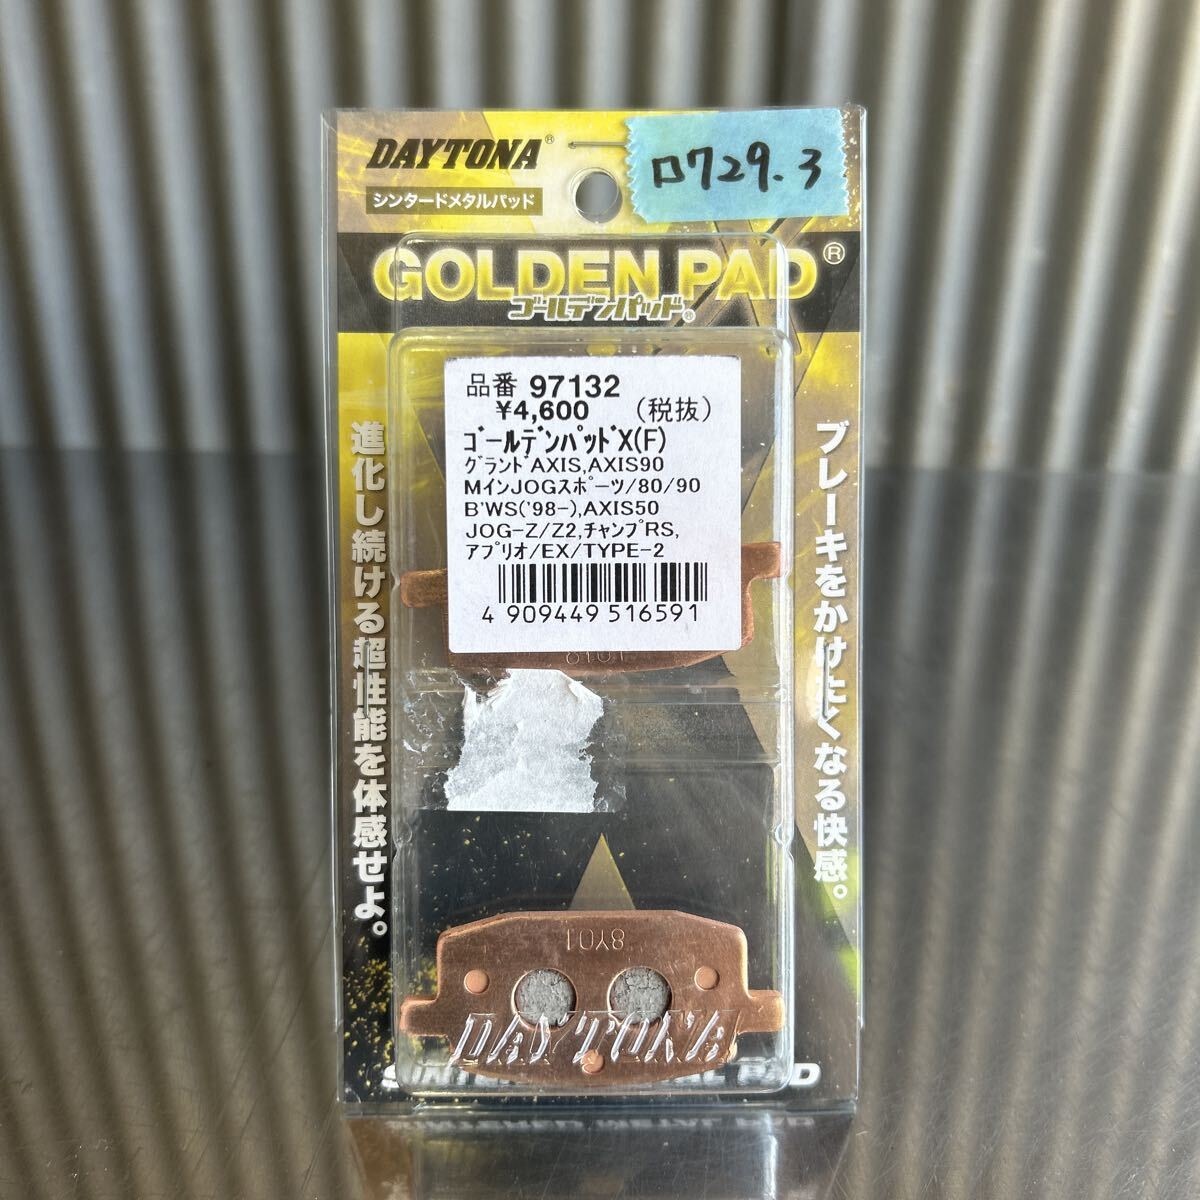 DAYTONA®
シンタードメタルパッド
ロ729.3
GOLDEN PAD®
ゴールデンパッド®
品番 97132
¥4,600 (税抜)
ｺﾞｰﾙﾃﾞﾝﾊﾟｯﾄﾞX(F)
ｸﾞﾗﾝﾄﾞAXIS,AXIS90
MインJOGｽﾎﾟｰﾂ/80/90
B'WS('98-),AXIS50
JOG-Z/Z2,ﾁｬﾝﾌﾟRS,
ｱﾌﾟﾘｵ/EX/TYPE-2
4 909449 516591
ブレーキをかけたくなる快感。
進化し続ける超性能を体感せよ。
8Y01
DAYTONA
PAD